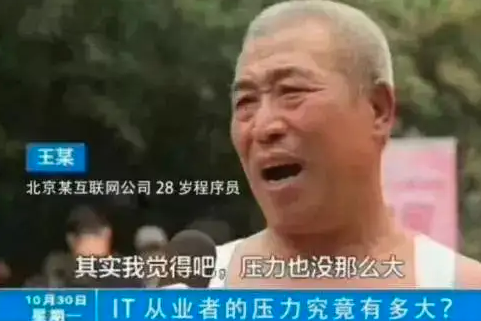 王某
北京某互联网公司 28 岁程序员
其实我觉得吧，压力也没那么大
10月30日
星期一
IT 从业者的压力究竟有多大？